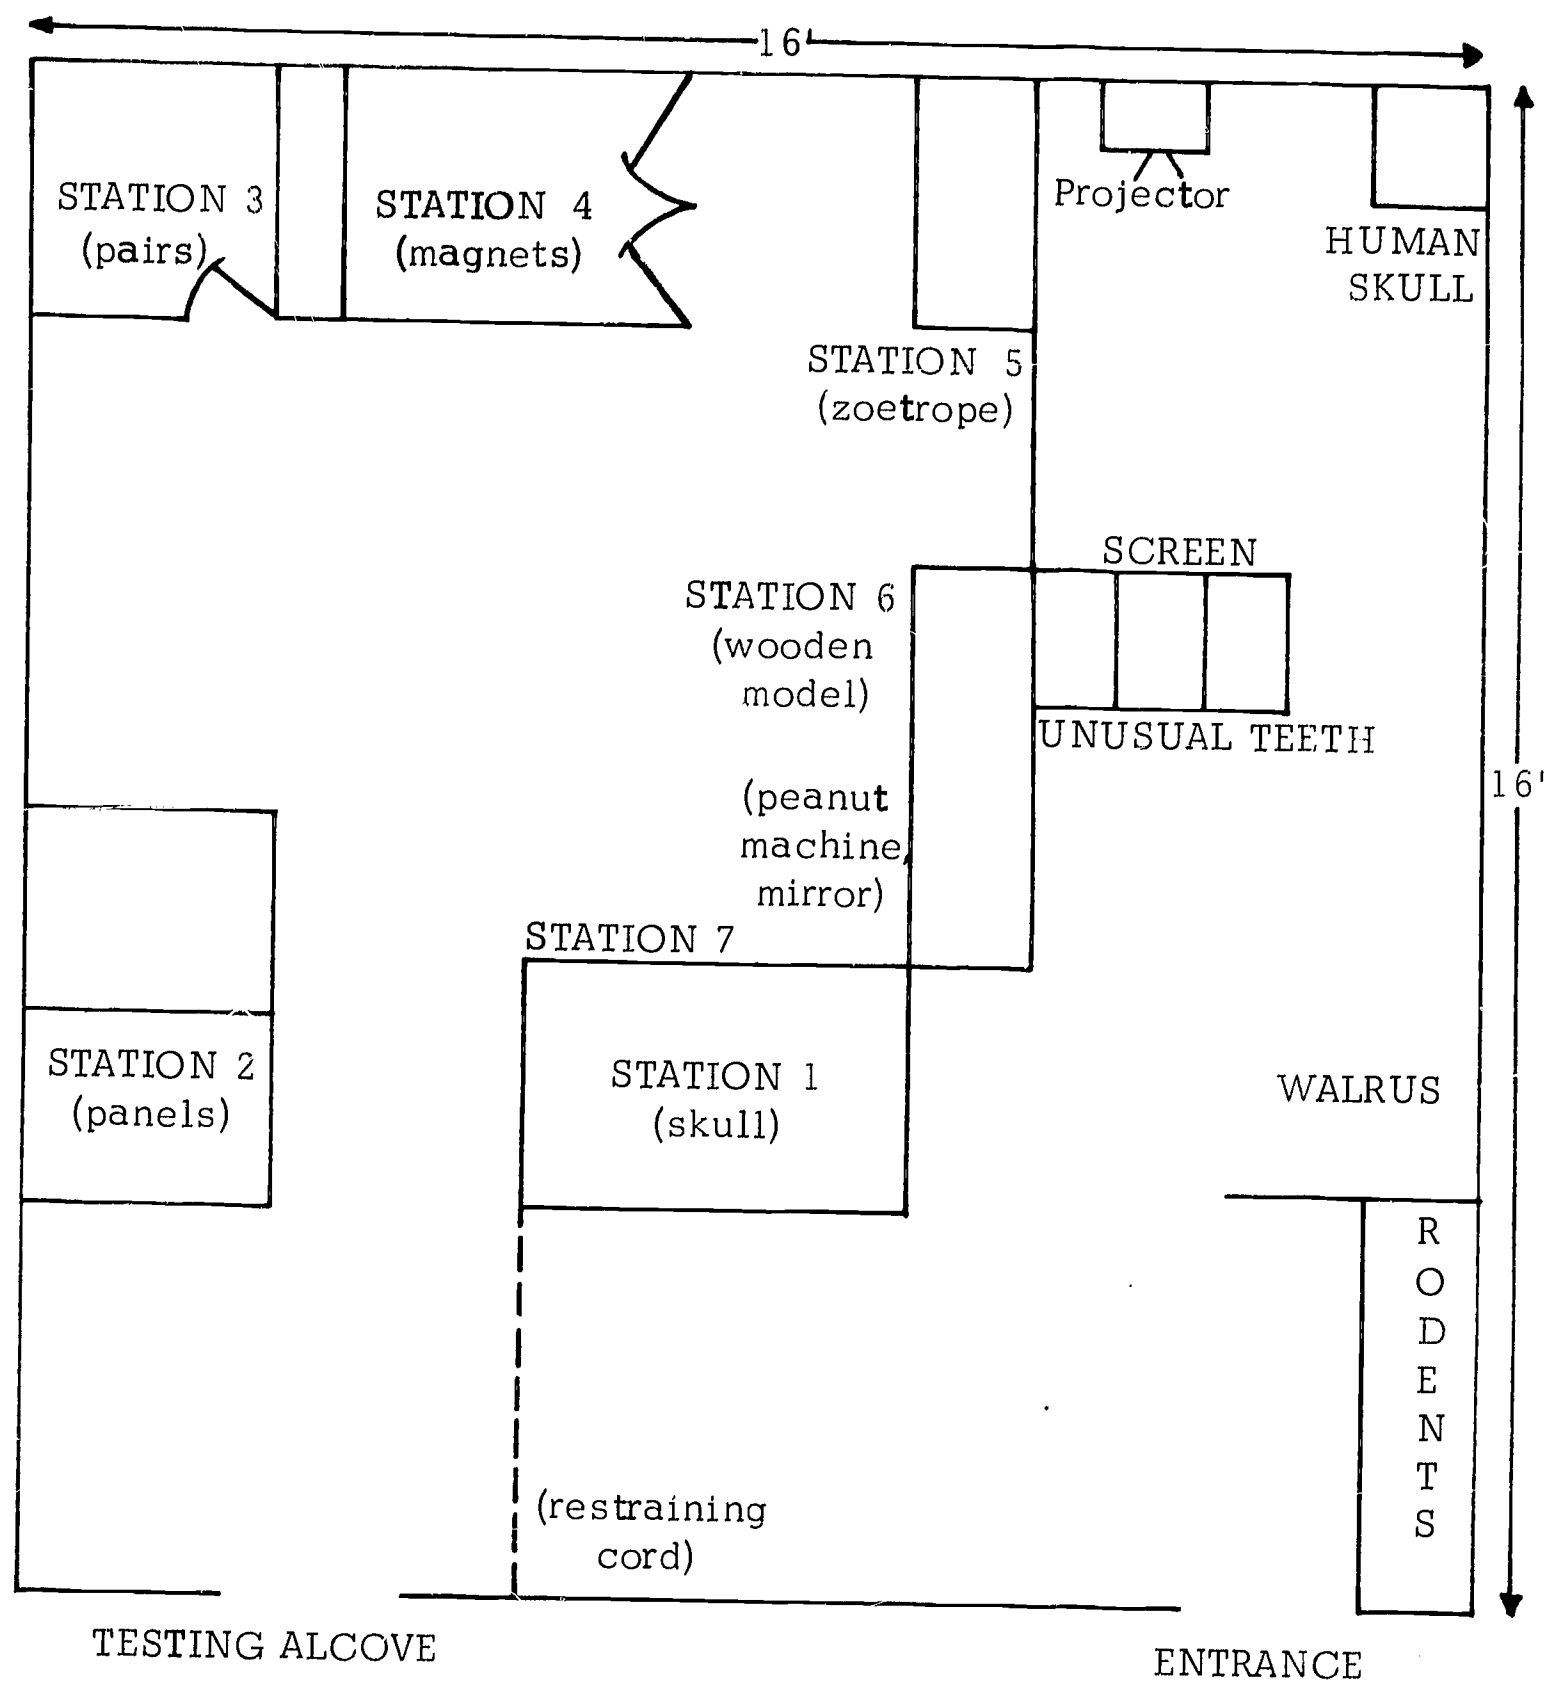 16'
STATION 3
(pairs)
STATION 4
(magnets)
Projector
HUMAN
SKULL
STATION 5
(zoetrope)
SCREEN
STATION 6
(wooden
model)
UNUSUAL TEETH
16'
(peanut
machine,
mirror)
STATION 7
STATION 2
(panels)
STATION 1
(skull)
WALRUS
RODENTS
(restraining
cord)
TESTING ALCOVE
ENTRANCE